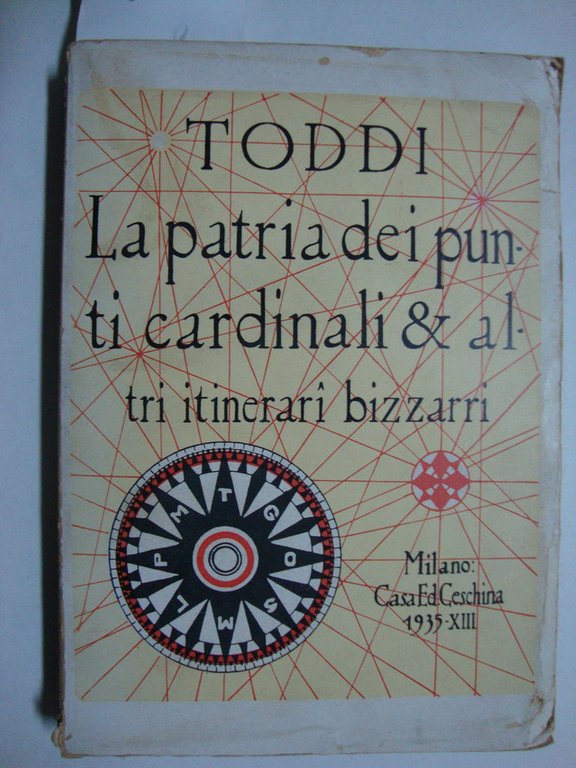 TODDI
La patria dei pun-
ti cardinali & al-
tri itinerarî bizzarri
T
G
O
S
M
L
P
M
Milano:
Casa Ed. Ceschina
1935-XIII